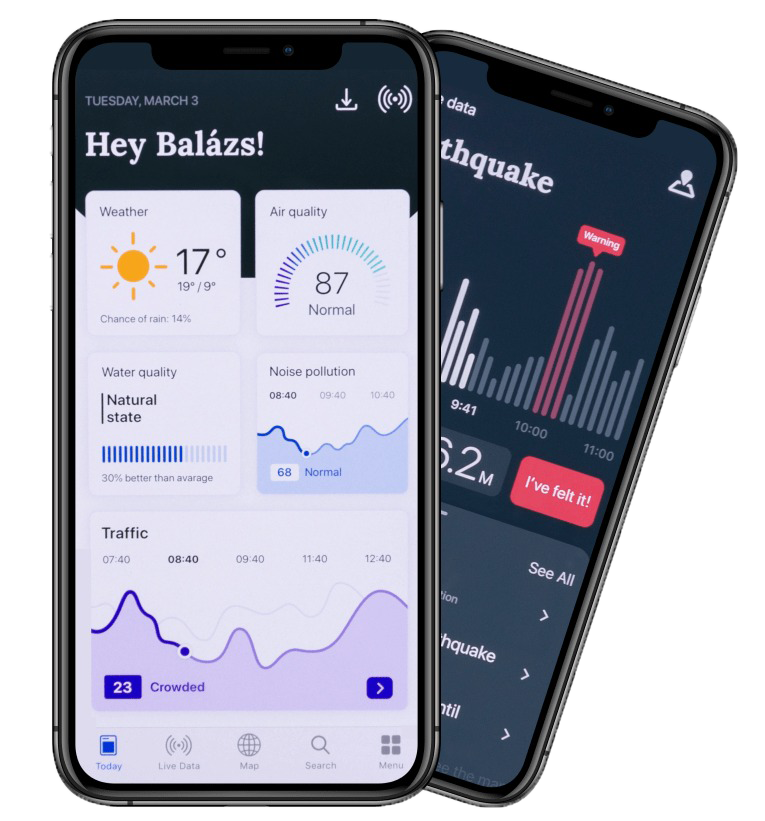 TUESDAY, MARCH 3
Hey Balázs!
Weather
17°
19° / 9°
Chance of rain: 14%
Air quality
87
Normal
Water quality
Natural
state
30% better than avarage
Noise pollution
08:40 09:40 10:40
68 Normal
Traffic
07:40 08:40 09:40 11:40 12:40
23 Crowded
Today Live Data Map Search Menu
data
thquake
Warning
9:41
10:00
11:00
6.2 M
I've felt it!
See All
tion
hquake
ntil